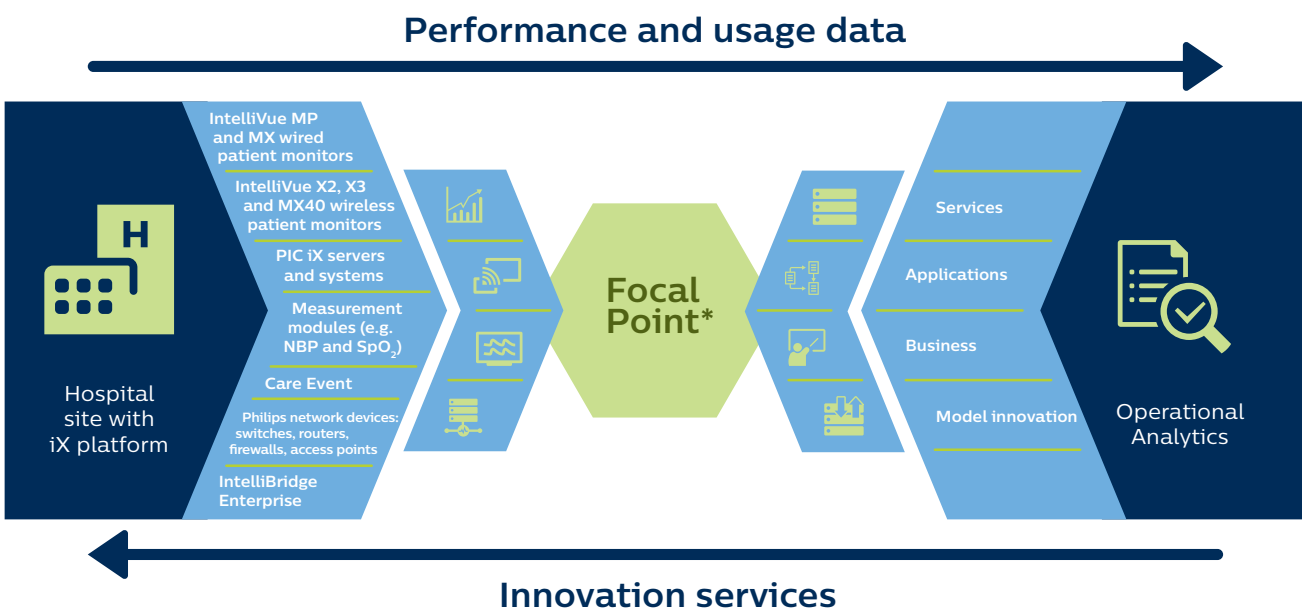 Performance and usage data
H
Hospital
site with
iX platform
IntelliVue MP
and MX wired
patient monitors
IntelliVue X2, X3
and MX40 wireless
patient monitors
PIC iX servers
and systems
Measurement
modules (e.g.
NBP and SpO₂)
Care Event
Philips network devices:
switches, routers,
firewalls, access points
IntelliBridge
Enterprise
Focal
Point*
Services
Applications
Business
Model innovation
Operational
Analytics
Innovation services